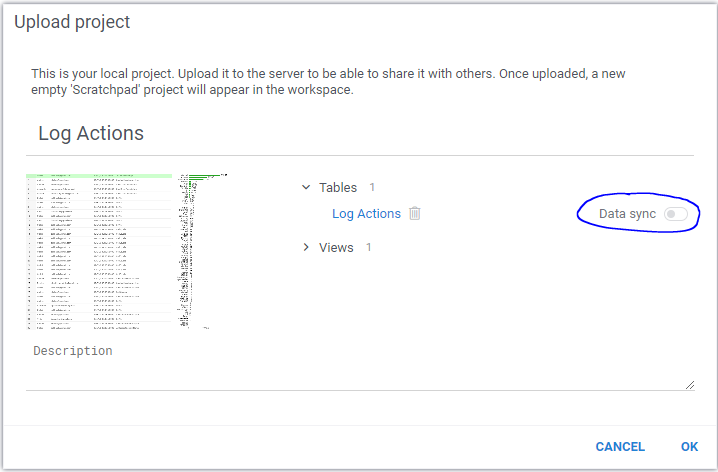 Upload project
This is your local project. Upload it to the server to be able to share it with others. Once uploaded, a new
empty 'Scratchpad' project will appear in the workspace.
Log Actions
Tables 1
Log Actions
Data sync
Views 1
Description
CANCEL OK